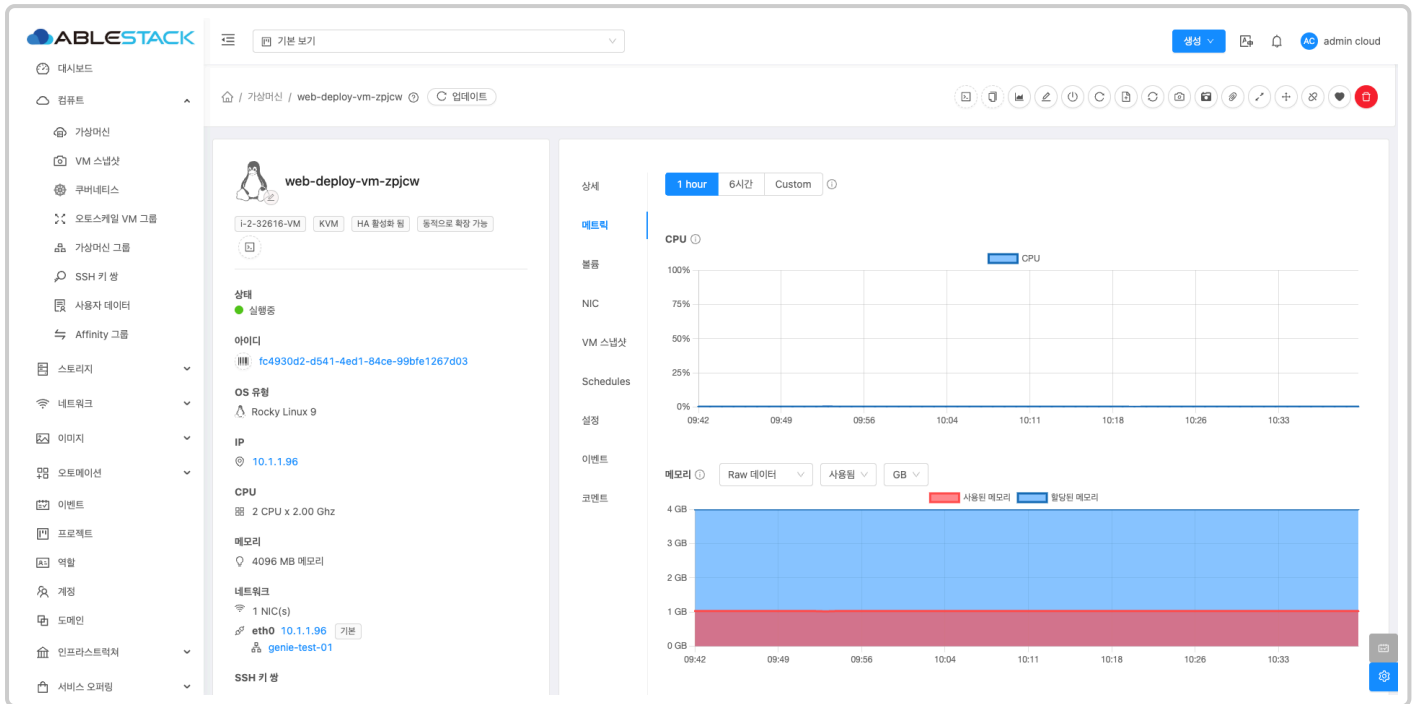 ABLESTACK
기본 보기
생성
AC admin cloud
대시보드
컴퓨트
가상머신
VM 스냅샷
쿠버네티스
오토스케일 VM 그룹
가상머신 그룹
SSH 키 쌍
사용자 데이터
Affinity 그룹
스토리지
네트워크
이미지
오토메이션
이벤트
프로젝트
역할
계정
도메인
인프라스트럭쳐
서비스 오퍼링
/ 가상머신 / web-deploy-vm-zpjcw
업데이트
web-deploy-vm-zpjcw
i-2-32616-VM KVM HA 활성화 됨 동적으로 확장 가능
상태
실행중
아이디
fc4930d2-d541-4ed1-84ce-99bfe1267d03
OS 유형
Rocky Linux 9
IP
10.1.1.96
CPU
2 CPU x 2.00 Ghz
메모리
4096 MB 메모리
네트워크
1 NIC(s)
eth0 10.1.1.96 기본
genie-test-01
SSH 키 쌍
상세
메트릭
볼륨
NIC
VM 스냅샷
Schedules
설정
이벤트
코멘트
1 hour 6시간 Custom
CPU
CPU
100%
75%
50%
25%
0%
09:42 09:49 09:56 10:04 10:11 10:18 10:26 10:33
메모리 Raw 데이터 사용됨 GB
사용된 메모리 할당된 메모리
4 GB
3 GB
2 GB
1 GB
0 GB
09:42 09:49 09:56 10:04 10:11 10:18 10:26 10:33